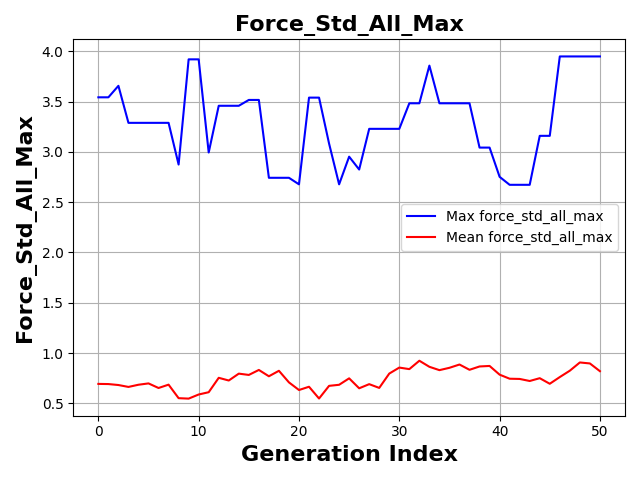 Force_Std_All_Max
Force_Std_All_Max
4.0
3.5
3.0
2.5
2.0
1.5
1.0
0.5
Max force_std_all_max
Mean force_std_all_max
0 10 20 30 40 50
Generation Index